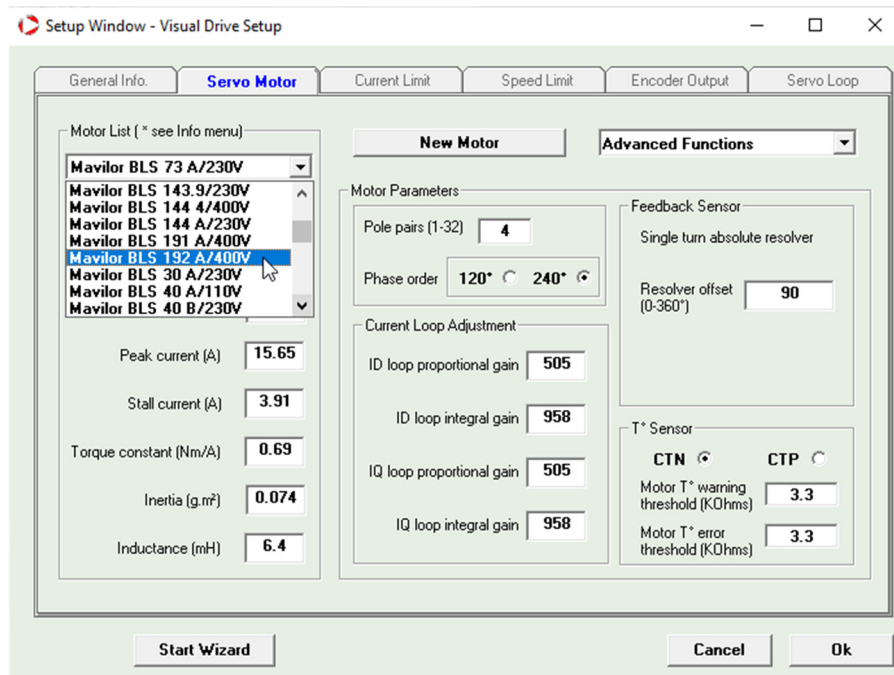 Setup Window - Visual Drive Setup
General Info.
Servo Motor
Current Limit
Speed Limit
Encoder Output
Servo Loop
Motor List ( * see Info menu)
Mavilor BLS 73 A/230V
Mavilor BLS 143.9/230V
Mavilor BLS 144 4/400V
Mavilor BLS 144 A/230V
Mavilor BLS 191 A/400V
Mavilor BLS 192 A/400V
Mavilor BLS 30 A/230V
Mavilor BLS 40 A/110V
Mavilor BLS 40 B/230V
Peak current (A) 15.65
Stall current (A) 3.91
Torque constant (Nm/A) 0.69
Inertia (g.m²) 0.074
Inductance (mH) 6.4
New Motor
Advanced Functions
Motor Parameters
Pole pairs (1-32) 4
Phase order 120° 240°
Current Loop Adjustment
ID loop proportional gain 505
ID loop integral gain 958
IQ loop proportional gain 505
IQ loop integral gain 958
Feedback Sensor
Single turn absolute resolver
Resolver offset
(0-360°)
90
T° Sensor
CTN CTP
Motor T° warning
threshold (KOhms)
3.3
Motor T° error
threshold (KOhms)
3.3
Start Wizard
Cancel
Ok